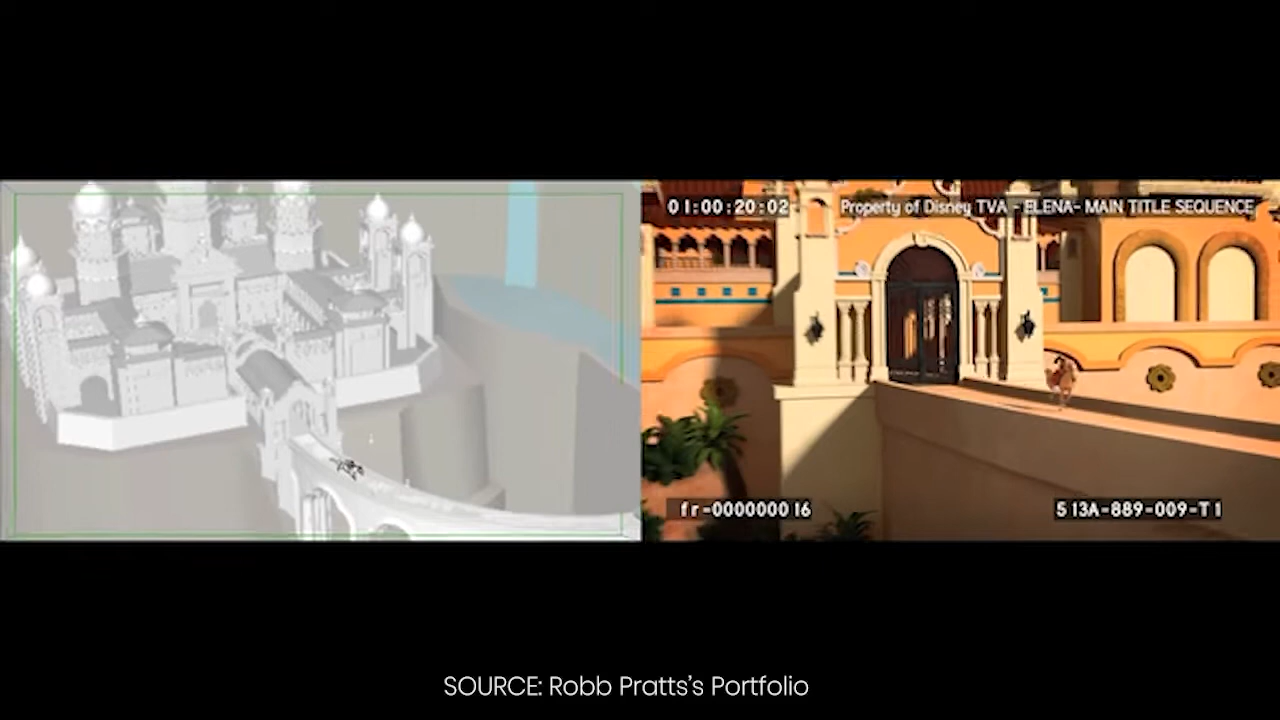 01:00:20:02
Property of Disney TVA - ELENA- MAIN TITLE SEQUENCE
fr-000000016
513A-889-009-T1
SOURCE: Robb Pratts's Portfolio